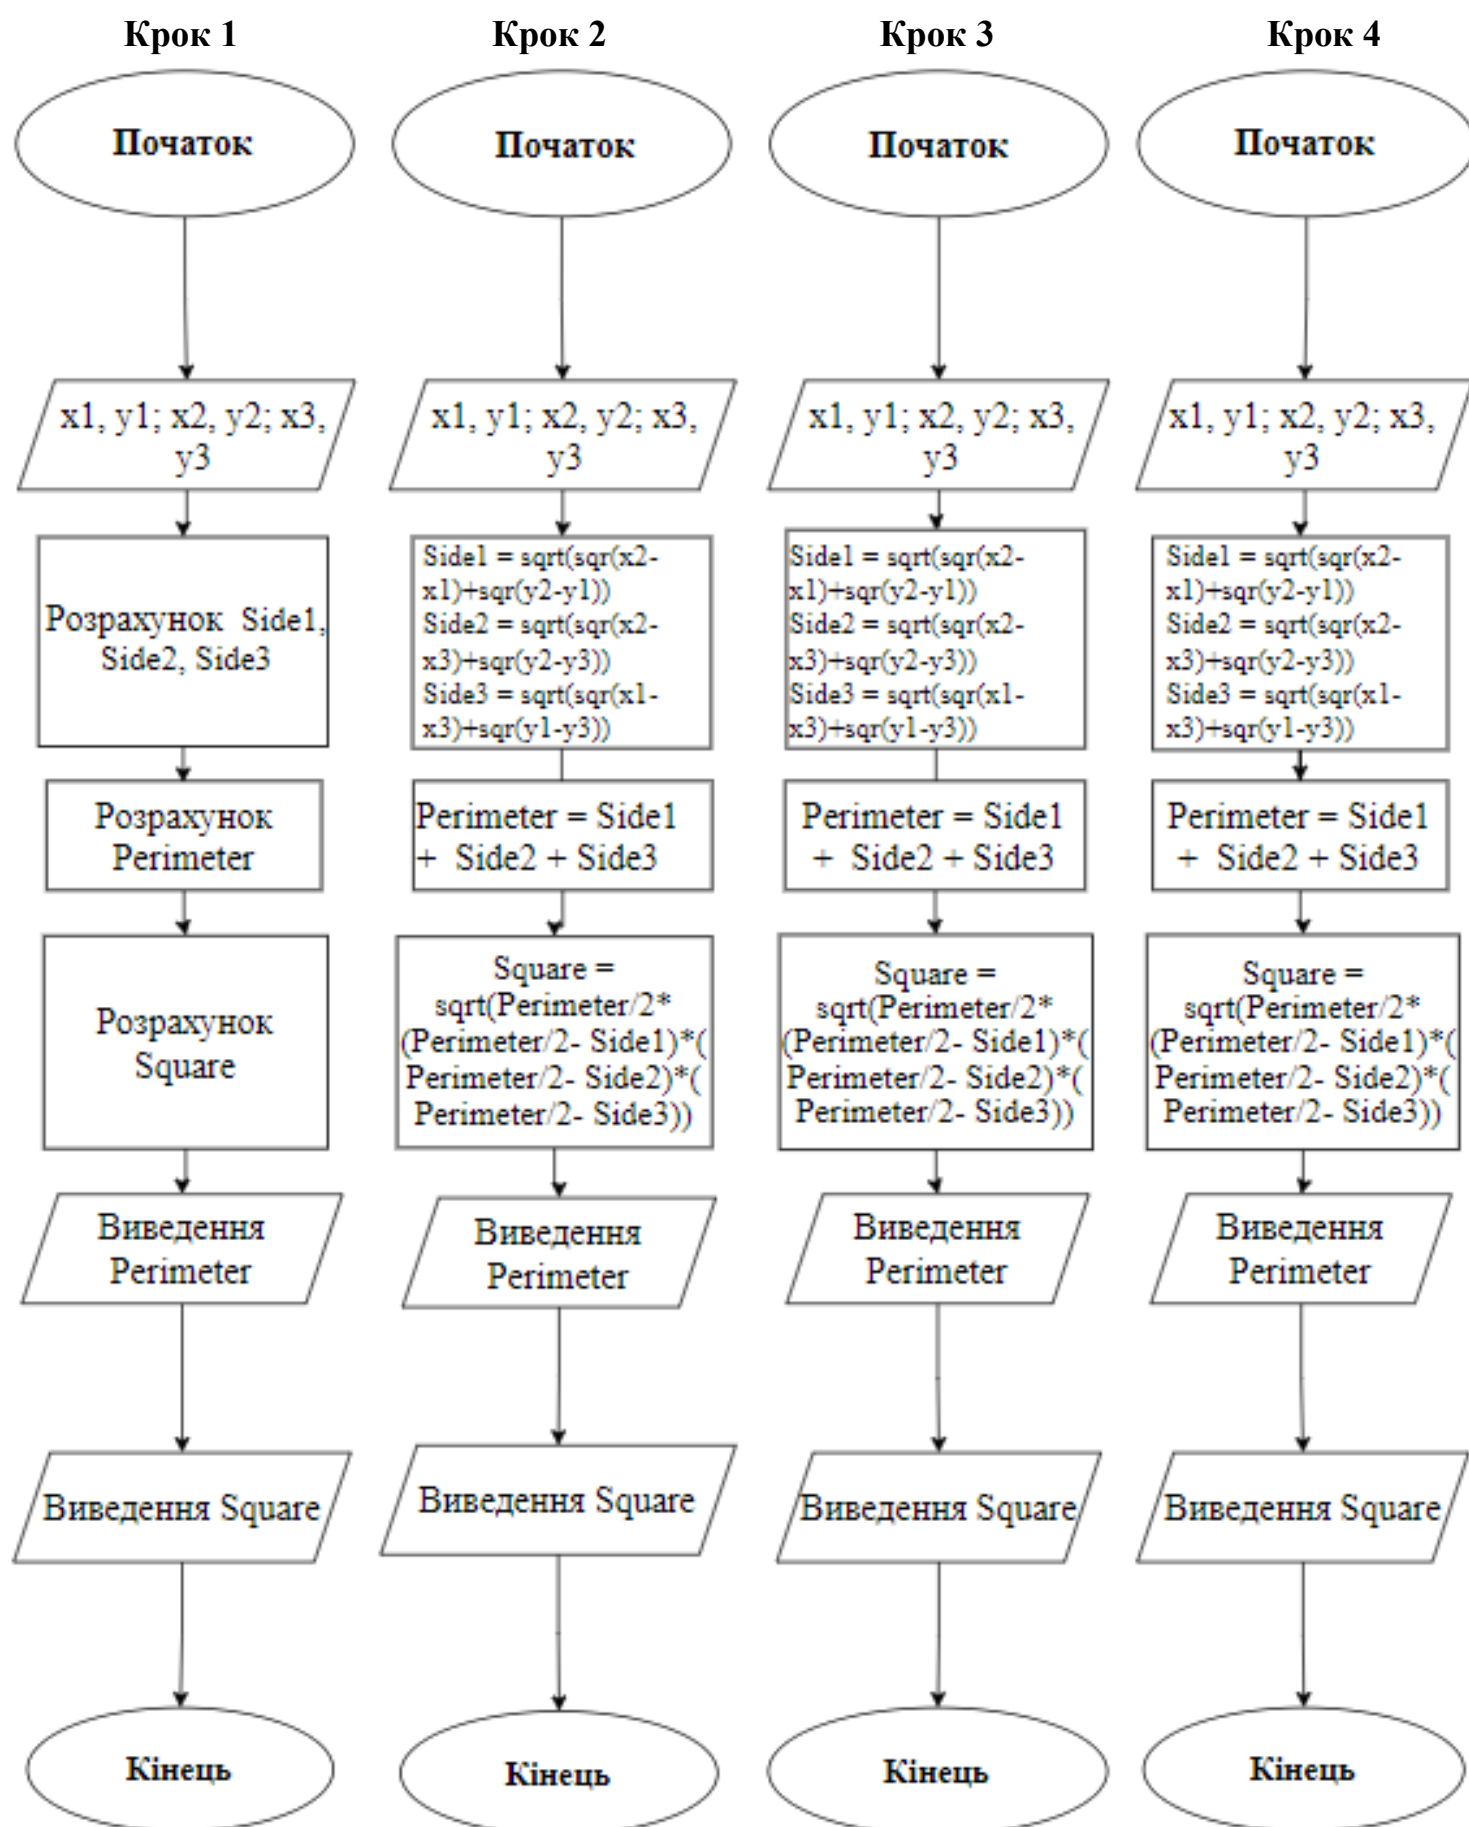 Крок 1
Початок
x1, y1; x2, y2; x3,
y3
Розрахунок Side1,
Side2, Side3
Розрахунок
Perimeter
Розрахунок
Square
Виведення
Perimeter
Виведення Square
Кінець
Крок 2
Початок
x1, y1; x2, y2; x3,
y3
Side1 = sqrt(sqr(x2-
x1)+sqr(y2-y1))
Side2 = sqrt(sqr(x2-
x3)+sqr(y2-y3))
Side3 = sqrt(sqr(x1-
x3)+sqr(y1-y3))
Perimeter = Side1
+ Side2 + Side3
Square =
sqrt(Perimeter/2*
(Perimeter/2- Side1)*(
Perimeter/2- Side2)*(
Perimeter/2- Side3))
Виведення
Perimeter
Виведення Square
Кінець
Крок 3
Початок
x1, y1; x2, y2; x3,
y3
Side1 = sqrt(sqr(x2-
x1)+sqr(y2-y1))
Side2 = sqrt(sqr(x2-
x3)+sqr(y2-y3))
Side3 = sqrt(sqr(x1-
x3)+sqr(y1-y3))
Perimeter = Side1
+ Side2 + Side3
Square =
sqrt(Perimeter/2*
(Perimeter/2- Side1)*(
Perimeter/2- Side2)*(
Perimeter/2- Side3))
Виведення
Perimeter
Виведення Square
Кінець
Крок 4
Початок
x1, y1; x2, y2; x3,
y3
Side1 = sqrt(sqr(x2-
x1)+sqr(y2-y1))
Side2 = sqrt(sqr(x2-
x3)+sqr(y2-y3))
Side3 = sqrt(sqr(x1-
x3)+sqr(y1-y3))
Perimeter = Side1
+ Side2 + Side3
Square =
sqrt(Perimeter/2*
(Perimeter/2- Side1)*(
Perimeter/2- Side2)*(
Perimeter/2- Side3))
Виведення
Perimeter
Виведення Square
Кінець